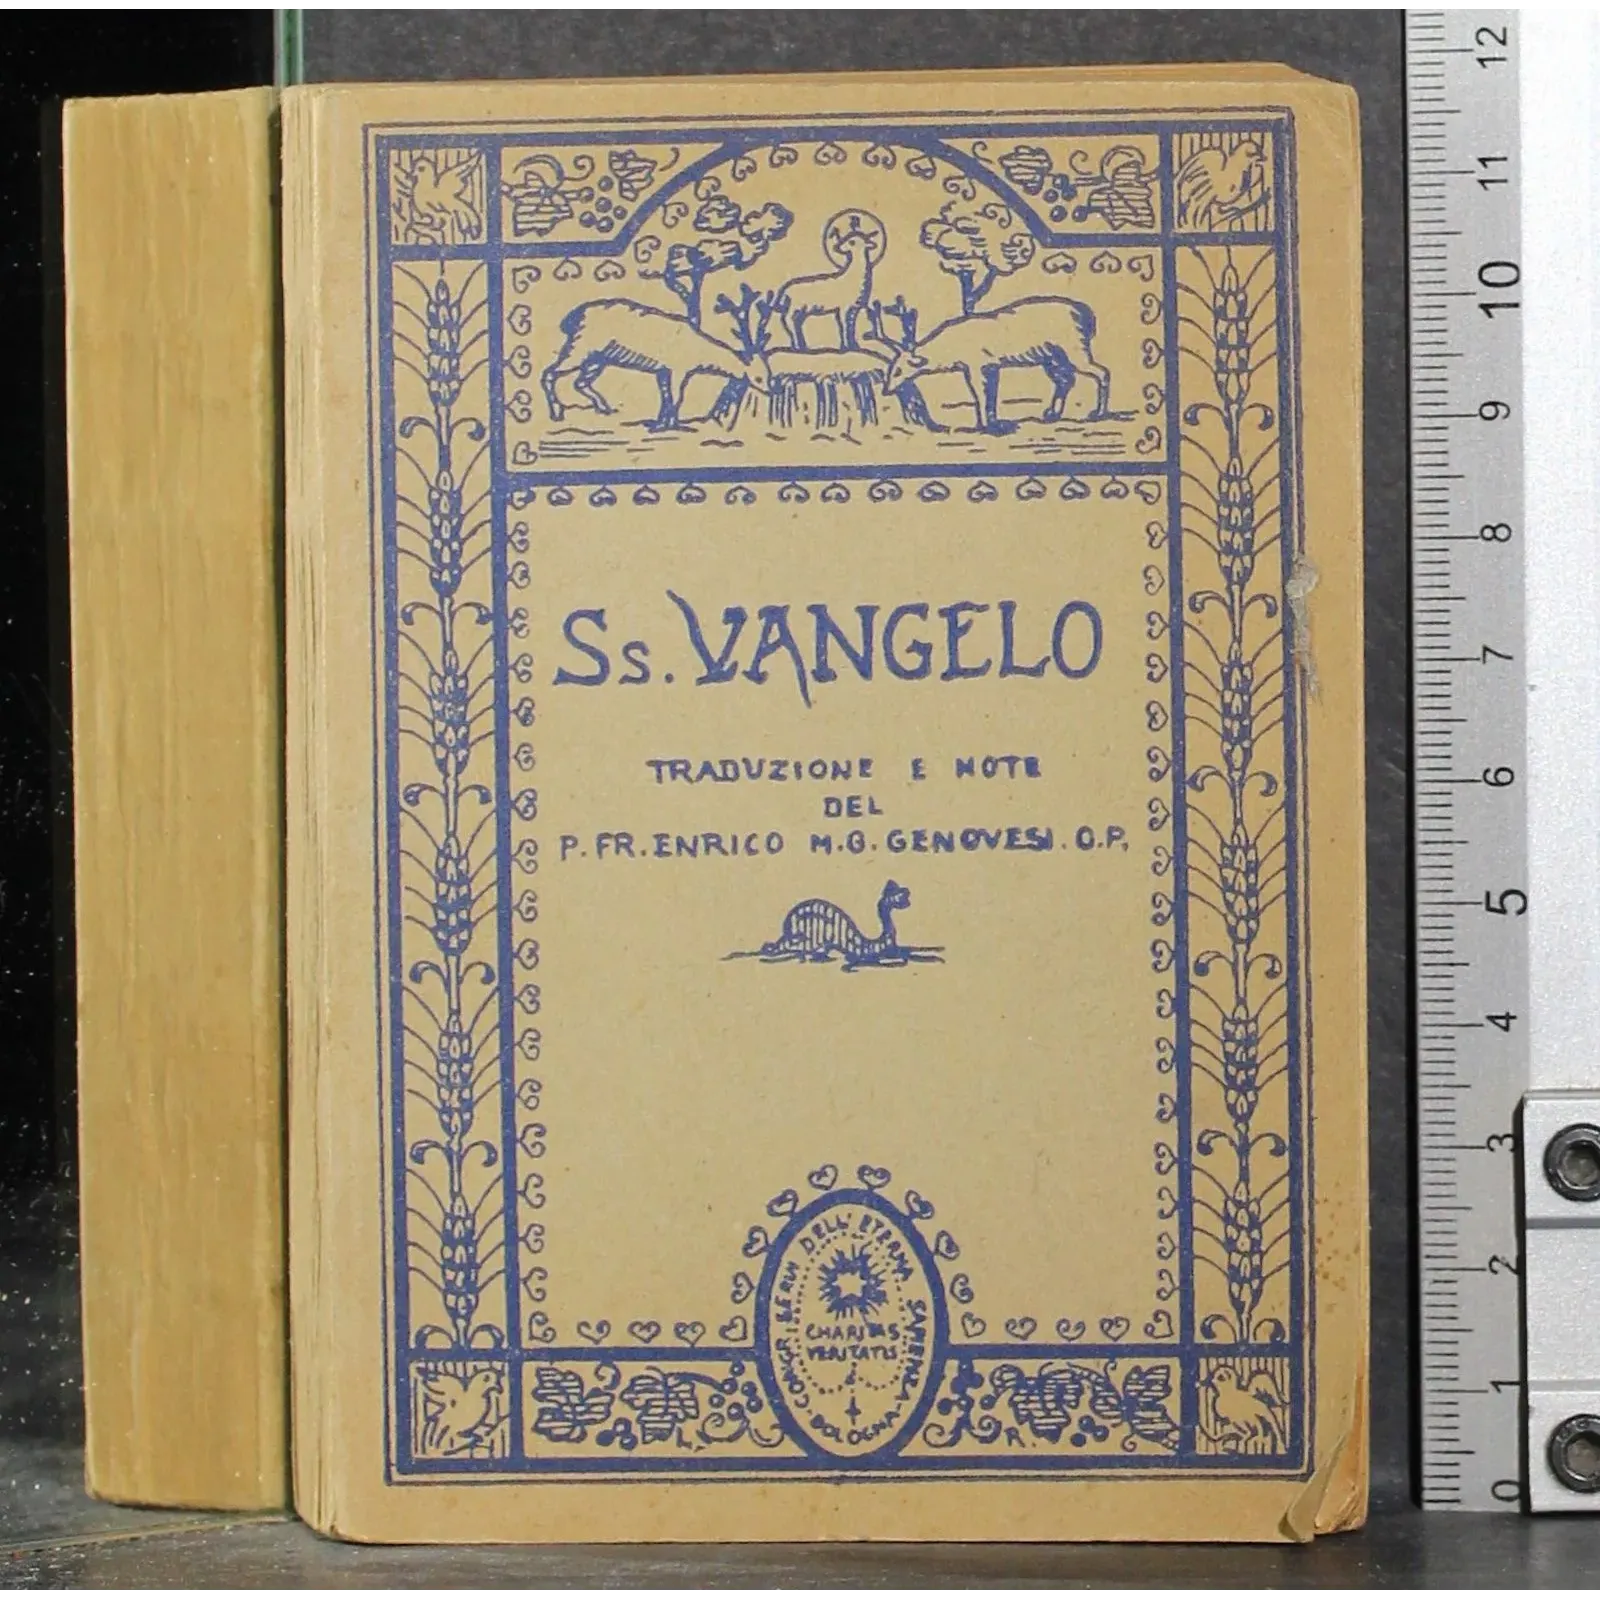 Ss. VANGELO
TRADUZIONE E NOTE
DEL
P. FR. ENRICO M. G. GENOVESI. O.P.
CONGR. SERVI DELL'ETERNA SAPIENZA - BOLOGNA -
CHARITAS
VERITATIS
L. R.
12
11
10
9
8
7
6
5
4
3
2
1
0